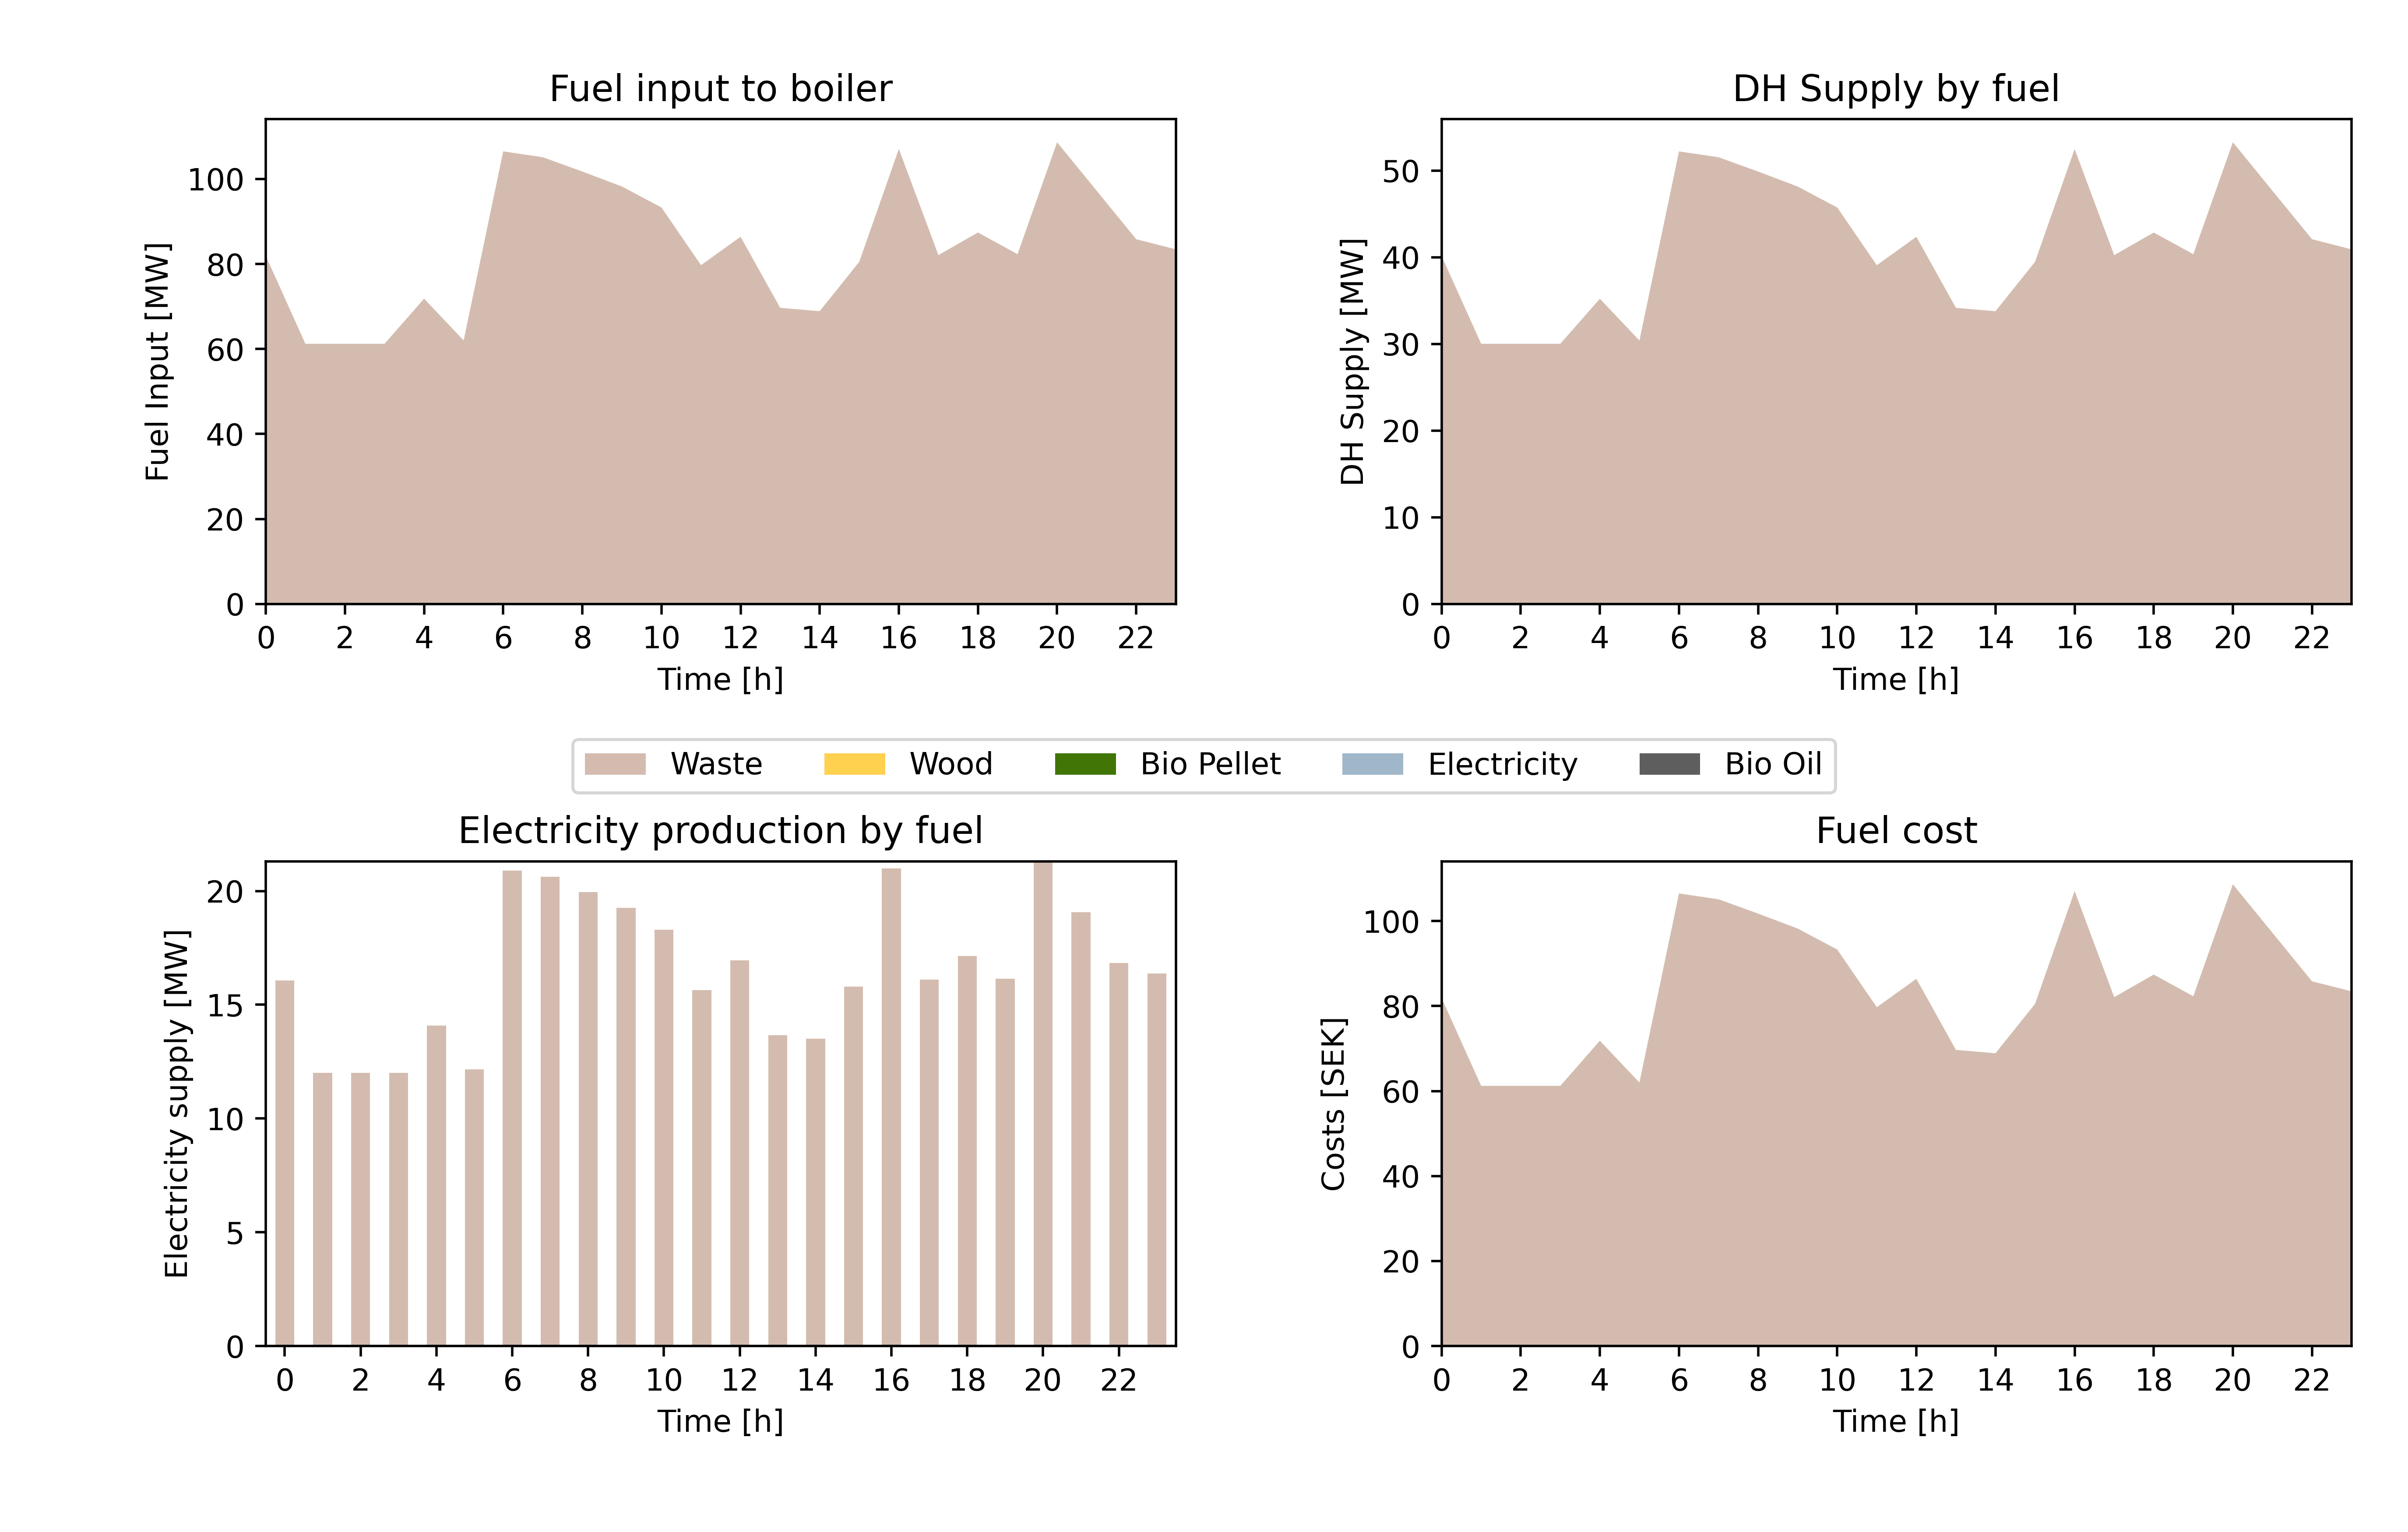 Fuel input to boiler
Fuel Input [MW]
100
80
60
40
20
0
0 2 4 6 8 10 12 14 16 18 20 22
Time [h]
DH Supply by fuel
DH Supply [MW]
50
40
30
20
10
0
0 2 4 6 8 10 12 14 16 18 20 22
Time [h]
Waste Wood Bio Pellet Electricity Bio Oil
Electricity production by fuel
Electricity supply [MW]
20
15
10
5
0
0 2 4 6 8 10 12 14 16 18 20 22
Time [h]
Fuel cost
Costs [SEK]
100
80
60
40
20
0
0 2 4 6 8 10 12 14 16 18 20 22
Time [h]